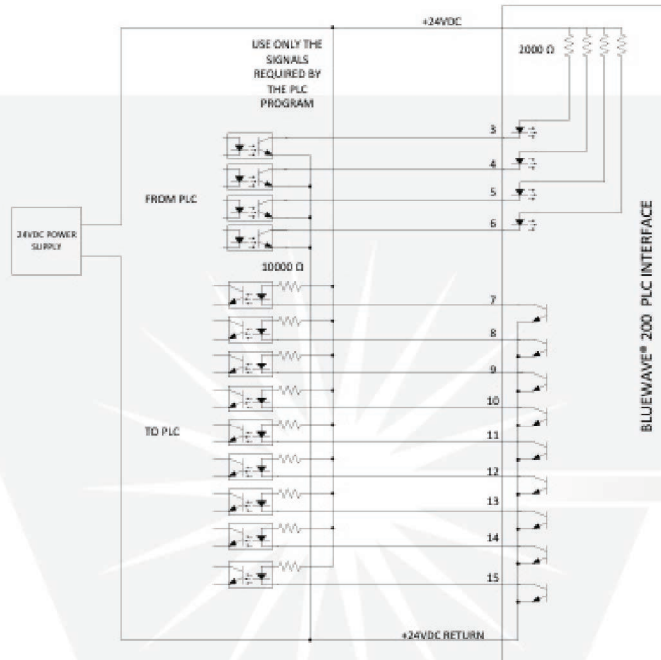 +24VDC
2000 Ω
USE ONLY THE
SIGNALS
REQUIRED BY
THE PLC
PROGRAM
3
4
5
6
FROM PLC
24VDC POWER
SUPPLY
10000 Ω
7
8
9
10
11
12
13
14
15
TO PLC
+24VDC RETURN
BLUEWAVE® 200 PLC INTERFACE